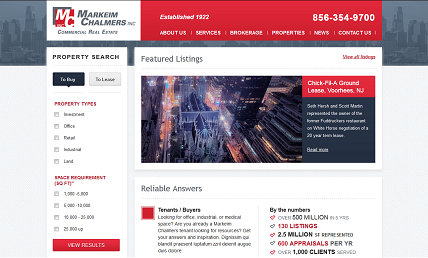 MARKEIM
CHALMERS INC
COMMERCIAL REAL ESTATE
Established 1922
856-354-9700
ABOUT US | SERVICES | BROKERAGE | PROPERTIES | NEWS | CONTACT US
PROPERTY SEARCH
To Buy
To Lease
PROPERTY TYPES
Investment
Office
Retail
Industrial
Land
SPACE REQUIREMENT
(SQ FT)*
1,000 -5,000
5,000 -10,000
10,000 - 25,000
25,000 up
VIEW RESULTS
Featured Listings
View all listings
Chick-Fil-A Ground
Lease, Voorhees, NJ
Seth Harsh and Scott Martin
represented the owner of the
former Fuddruckers restaurant
on White Horse negotiation of a
20 year term lease.
Read more
Reliable Answers
Tenants / Buyers
Looking for office, industrial, or medical
space? Are you already a Markeim
Chalmers tenant looking for resources? Get
your answers and inspiration. Dignissim qui
blandit praesent luptatum zzril delenit augue
duis dolore.
By the numbers
OVER 500 MILLION IN 5 YRS
130 LISTINGS
2.5 MILLION SF REPRESENTED
600 APPRAISALS PER YR
OVER 1,000 CLIENTS SERVED